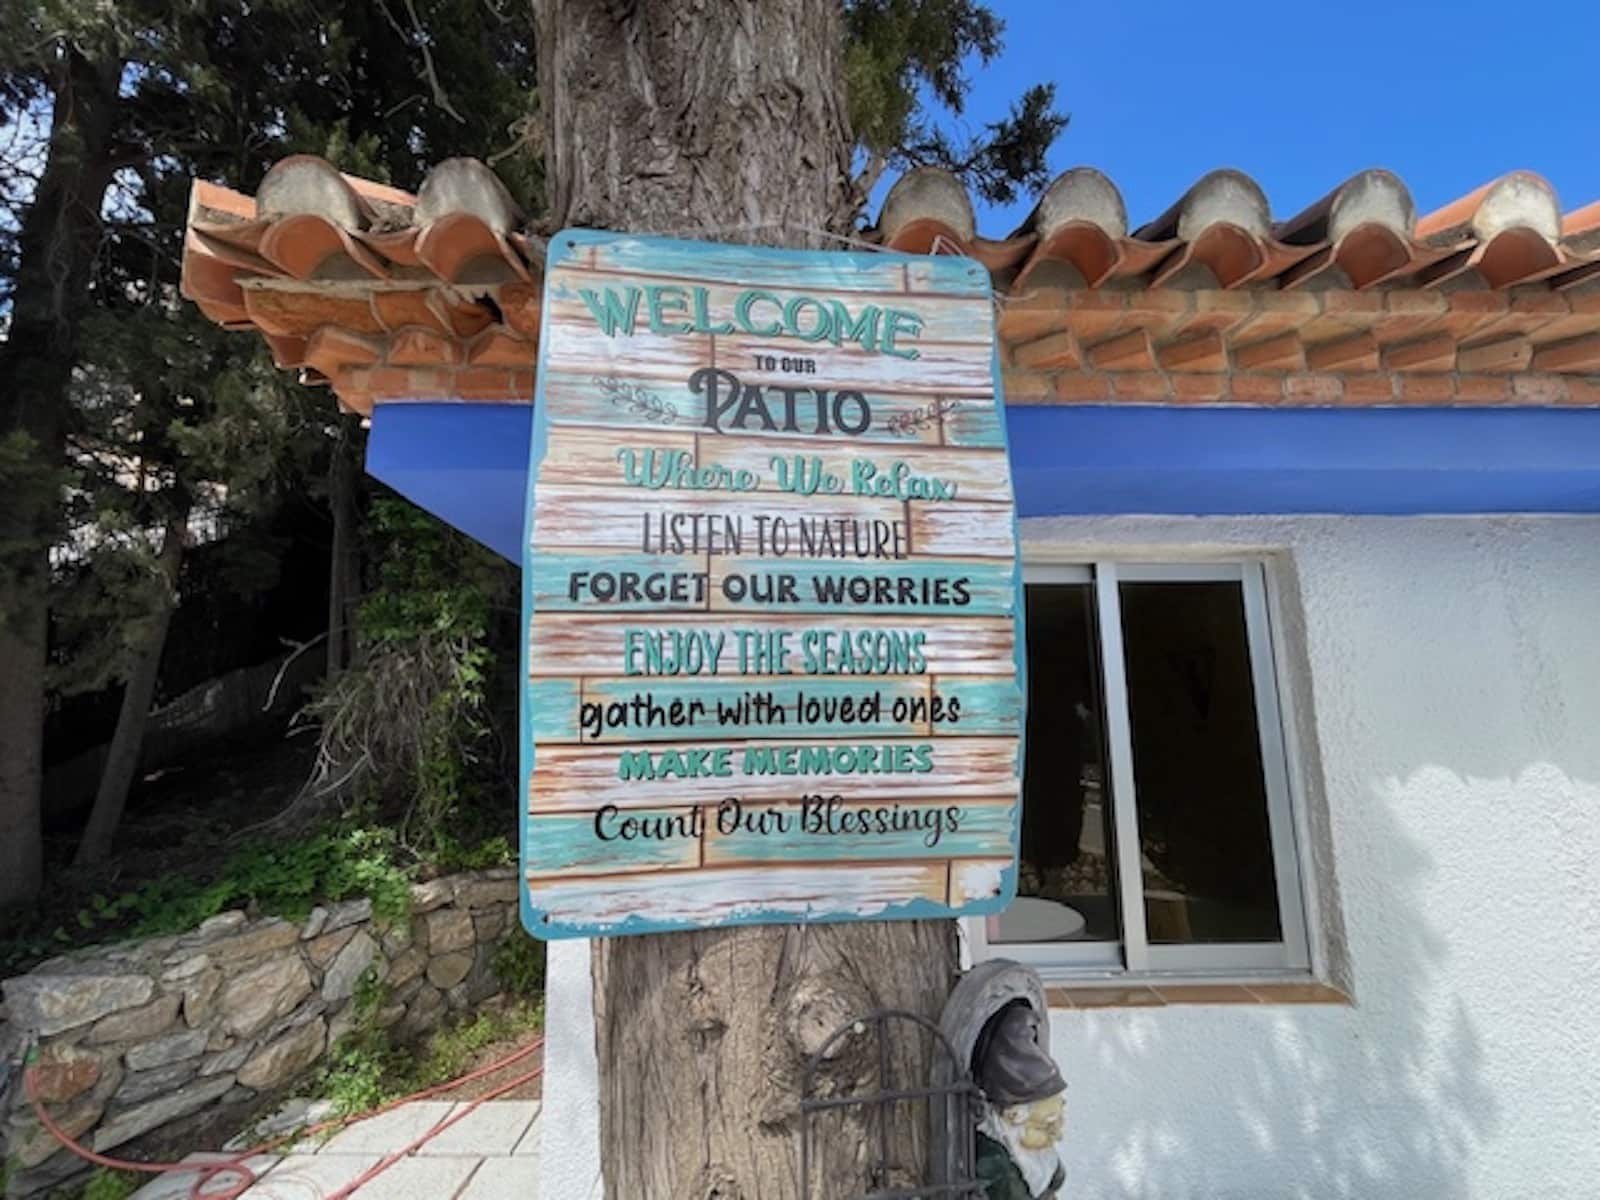 WELCOME
TO OUR
PATIO
Where We Relax
LISTEN TO NATURE
FORGET OUR WORRIES
ENJOY THE SEASONS
gather with loved ones
MAKE MEMORIES
Count Our Blessings